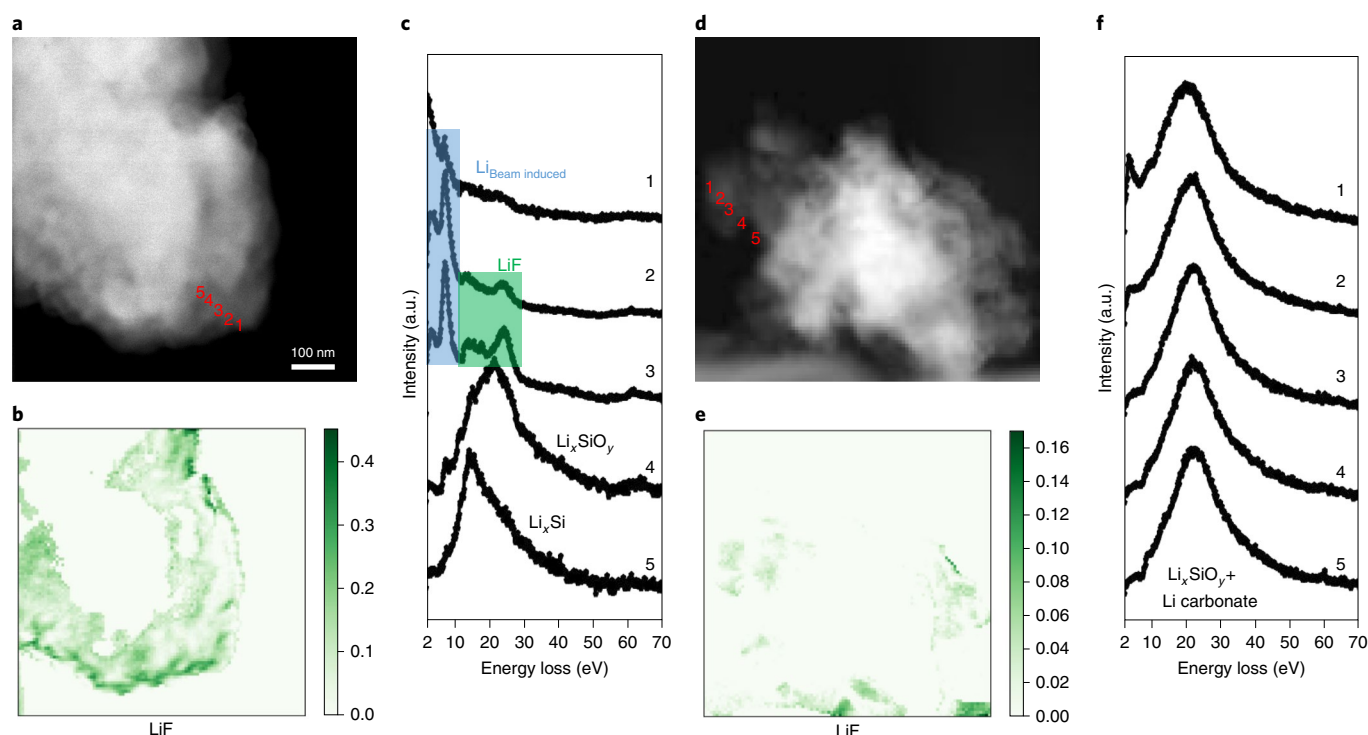 a
5
4
3
2
1
100 nm
b
0.4
0.3
0.2
0.1
0.0
LiF
c
Intensity (a.u.)
Li Beam induced
LiF
1
2
3
LixSiOy
4
LixSi
5
2 10 20 30 40 50 60 70
Energy loss (eV)
d
1
2
3
4
5
e
0.16
0.14
0.12
0.10
0.08
0.06
0.04
0.02
0.00
LiF
f
Intensity (a.u.)
1
2
3
4
5
LixSiOy+
Li carbonate
2 10 20 30 40 50 60 70
Energy loss (eV)